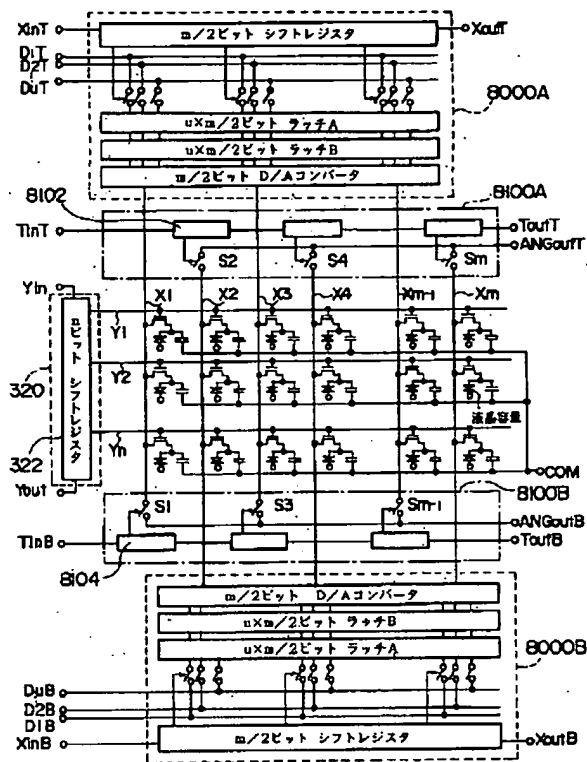 XinT
m/2ビット シフトレジスタ
XoutT
D1T
D2T
DuT
8000A
u×m/2ビット ラッチA
u×m/2ビット ラッチB
m/2ビット D/Aコンバータ
8102
8100A
TinT
ToutT
ANGoutT
S2
S4
Sm
Yin
X1
X2
X3
X4
Xm-1
Xm
Y1
nビット シフトレジスタ
320
Y2
322
液晶容量
Yn
Yout
COM
8100B
S1
S3
Sm-1
ANGoutB
TinB
ToutB
8104
m/2ビット D/Aコンバータ
u×m/2ビット ラッチB
u×m/2ビット ラッチA
8000B
DuB
D2B
D1B
XinB
m/2ビット シフトレジスタ
XoutB